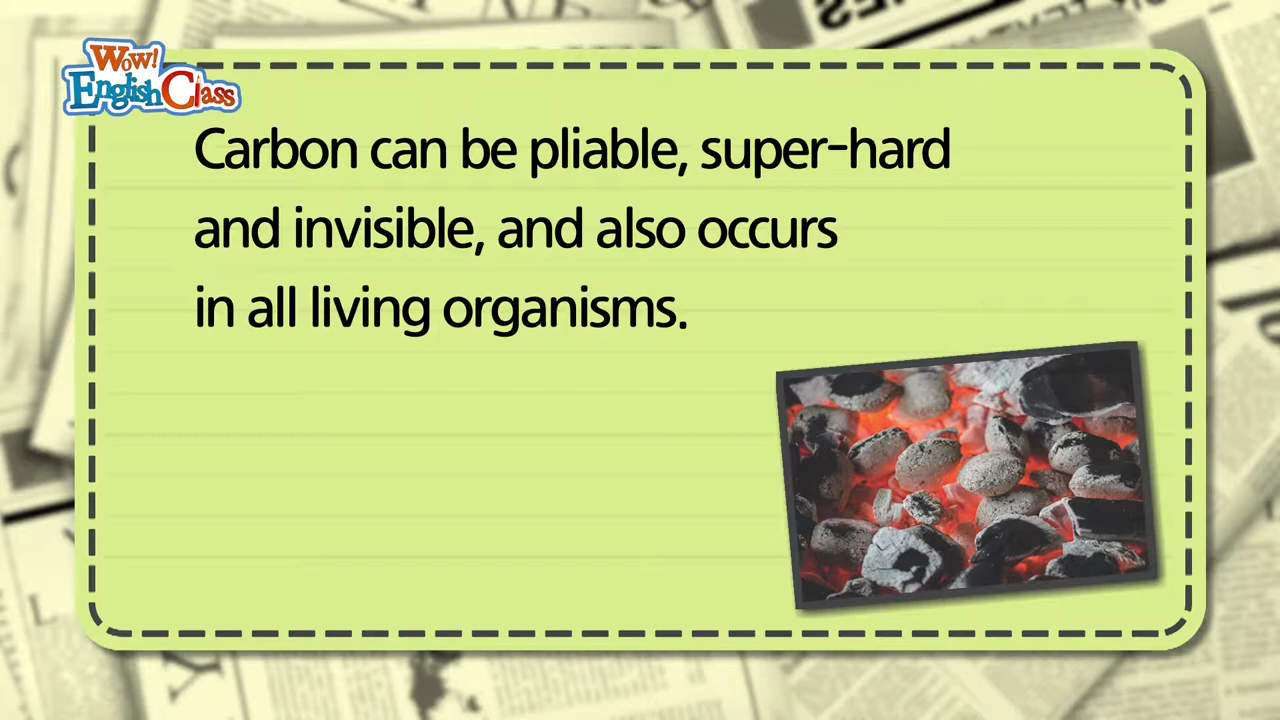 Wow!
English Class
Carbon can be pliable, super-hard
and invisible, and also occurs
in all living organisms.